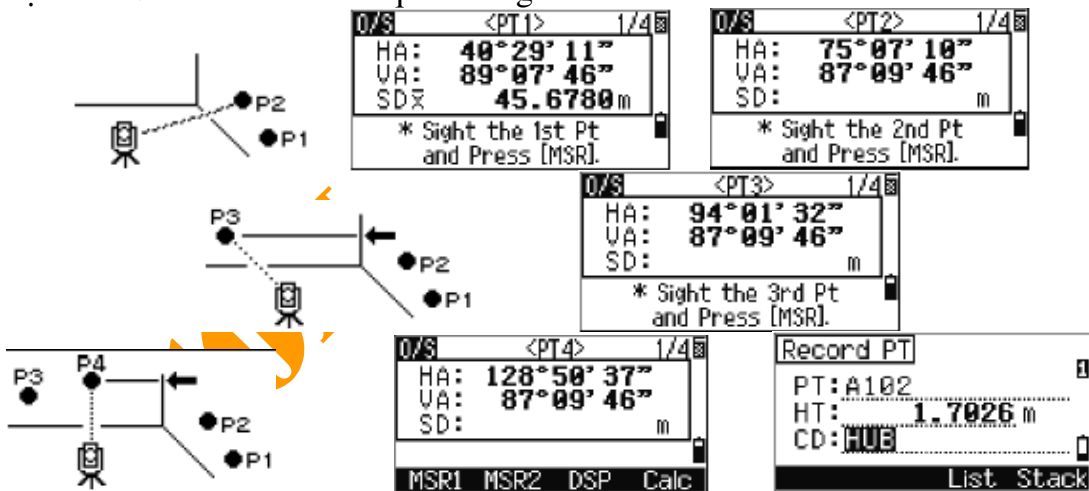 O/S <PT1> 1/4
HA: 40°29'11"
VA: 89°07'46"
SDx̄ 45.6780m
* Sight the 1st Pt
and Press [MSR].
O/S <PT2> 1/4
HA: 75°07'10"
VA: 87°09'46"
SD: m
* Sight the 2nd Pt
and Press [MSR].
P2
P1
O/S <PT3> 1/4
HA: 94°01'32"
VA: 87°09'46"
SD: m
* Sight the 3rd Pt
and Press [MSR].
P3
P2
P1
P3
P4
P2
P1
O/S <PT4> 1/4
HA: 128°50'37"
VA: 87°09'46"
SD: m
MSR1 MSR2 DSP Calc
Record PT
1
PT:A102
HT: 1.7026 m
CD:HUB
List Stack